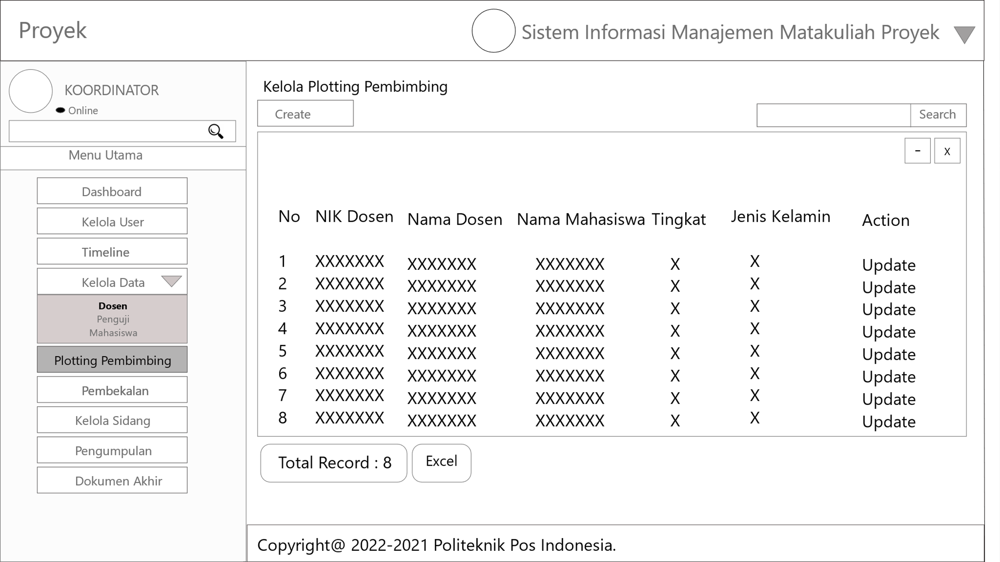 Proyek
Sistem Informasi Manajemen Matakuliah Proyek
KOORDINATOR
Online
Menu Utama
Dashboard
Kelola User
Timeline
Kelola Data
Dosen
Penguji
Mahasiswa
Plotting Pembimbing
Pembekalan
Kelola Sidang
Pengumpulan
Dokumen Akhir
Kelola Plotting Pembimbing
Create
Search
- x
No NIK Dosen Nama Dosen Nama Mahasiswa Tingkat Jenis Kelamin Action
1 XXXXXXX XXXXXXX XXXXXXX X X Update
2 XXXXXXX XXXXXXX XXXXXXX X X Update
3 XXXXXXX XXXXXXX XXXXXXX X X Update
4 XXXXXXX XXXXXXX XXXXXXX X X Update
5 XXXXXXX XXXXXXX XXXXXXX X X Update
6 XXXXXXX XXXXXXX XXXXXXX X X Update
7 XXXXXXX XXXXXXX XXXXXXX X X Update
8 XXXXXXX XXXXXXX XXXXXXX X X Update
Total Record : 8
Excel
Copyright@ 2022-2021 Politeknik Pos Indonesia.